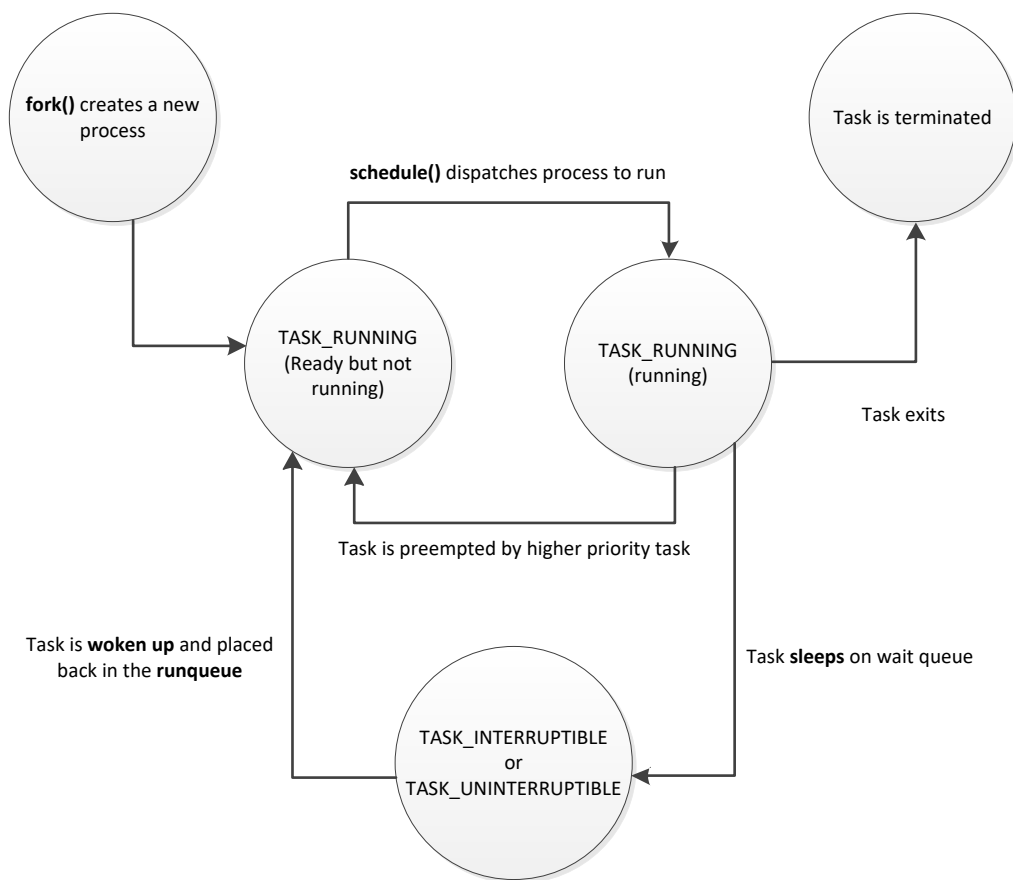 fork() creates a new
process
Task is terminated
schedule() dispatches process to run
TASK_RUNNING
(Ready but not
running)
TASK_RUNNING
(running)
Task exits
Task is preempted by higher priority task
Task is woken up and placed
back in the runqueue
Task sleeps on wait queue
TASK_INTERRUPTIBLE
or
TASK_UNINTERRUPTIBLE